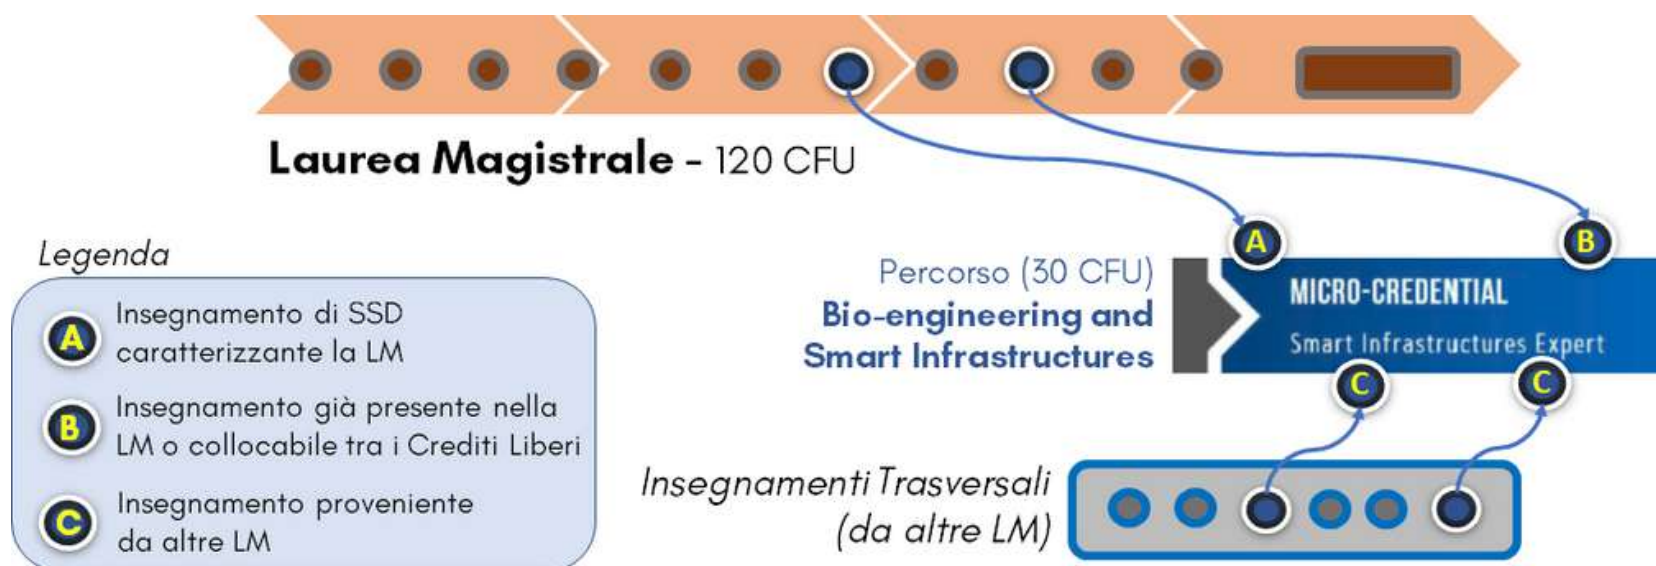 Laurea Magistrale - 120 CFU
Legenda
A
Insegnamento di SSD
caratterizzante la LM
B
Insegnamento già presente nella
LM o collocabile tra i Crediti Liberi
C
Insegnamento proveniente
da altre LM
Percorso (30 CFU)
Bio-engineering and
Smart Infrastructures
A
B
MICRO-CREDENTIAL
Smart Infrastructures Expert
C
C
Insegnamenti Trasversali
(da altre LM)